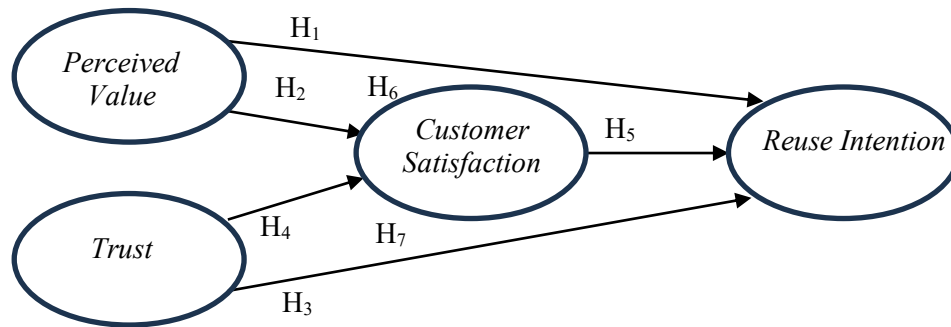 H₁
Perceived
Value
H₂
H₆
Customer
Satisfaction
H₅
Reuse Intention
Trust
H₄
H₇
H₃